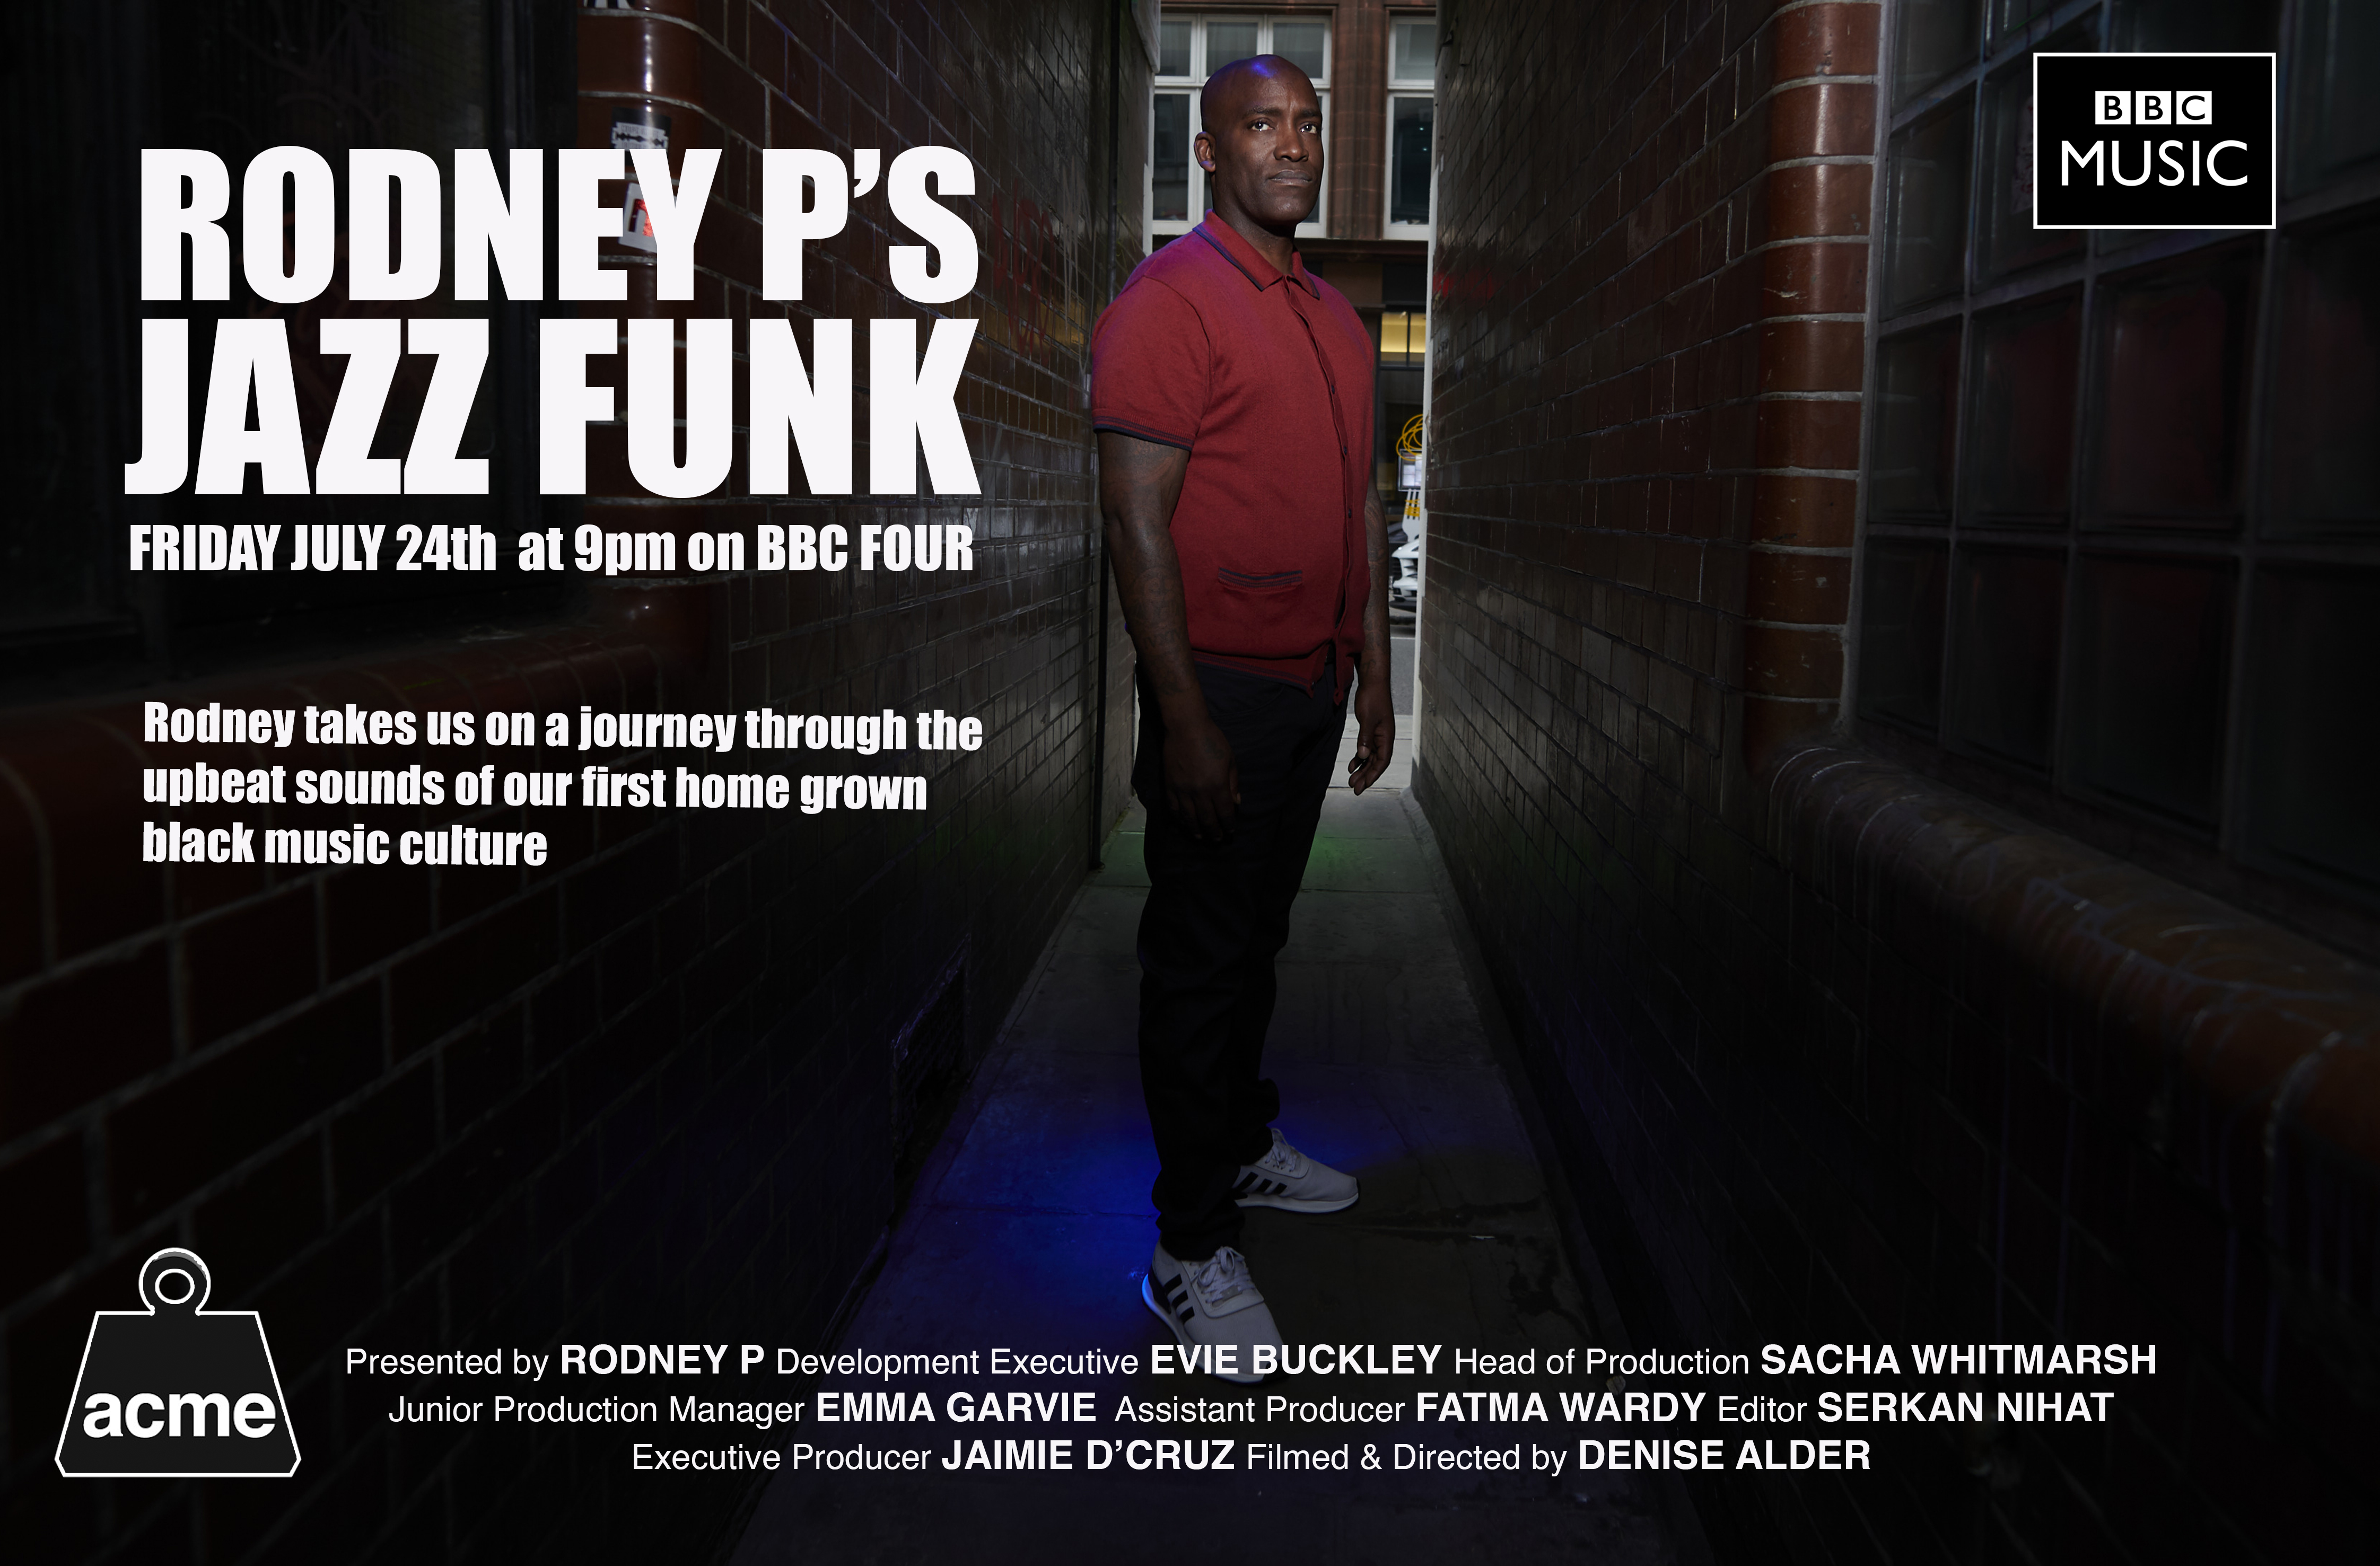 RODNEY P'S
JAZZ FUNK
FRIDAY JULY 24th  at 9pm on BBC FOUR
Rodney takes us on a journey through the
upbeat sounds of our first home grown
black music culture
BBC
MUSIC
acme
Presented by RODNEY P Development Executive EVIE BUCKLEY Head of Production SACHA WHITMARSH
Junior Production Manager EMMA GARVIE  Assistant Producer FATMA WARDY Editor SERKAN NIHAT
Executive Producer JAIMIE D’CRUZ Filmed & Directed by DENISE ALDER